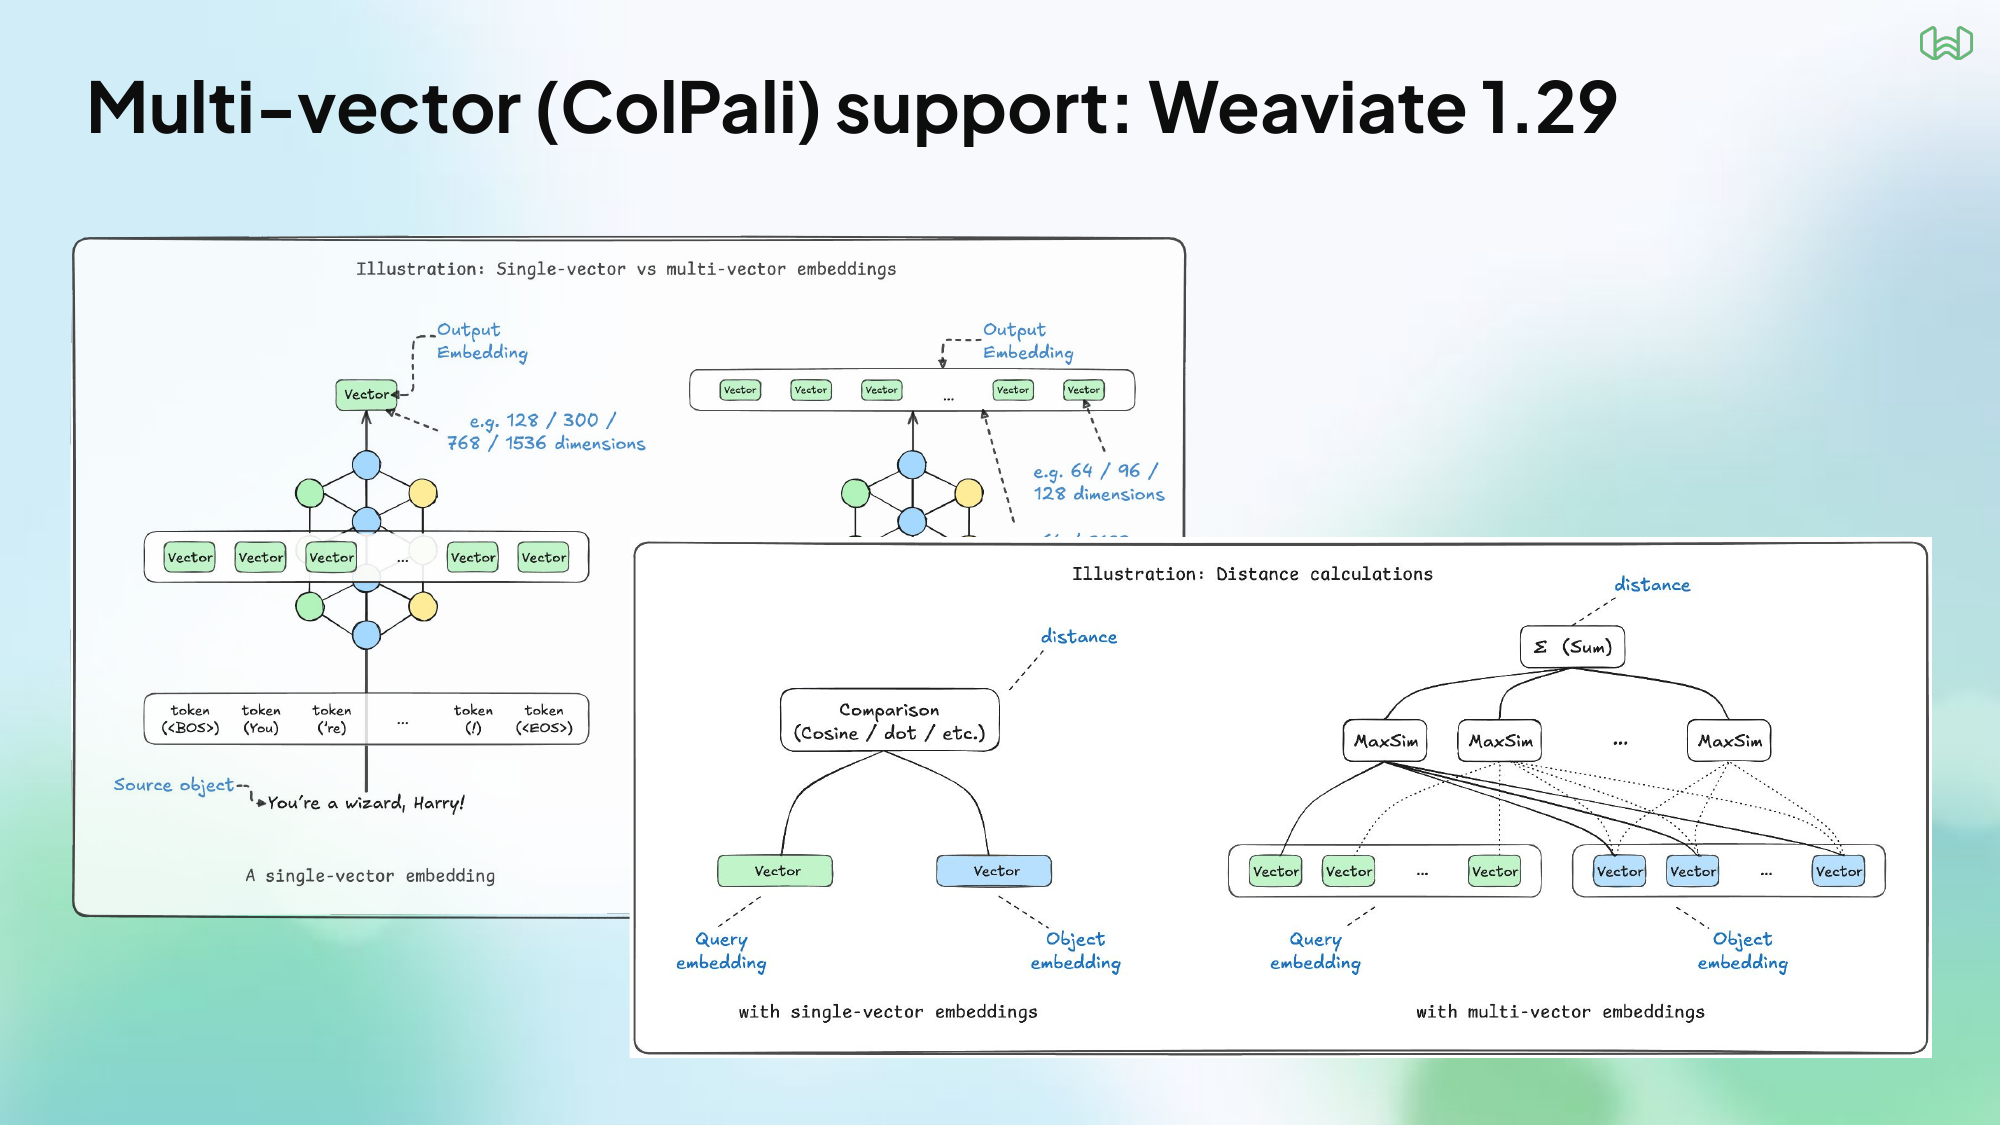 Multi-vector (ColPali) support: Weaviate 1.29
Illustration: Single-vector vs multi-vector embeddings
Output
Embedding
Vector
e.g. 128 / 300 /
768 / 1536 dimensions
Vector Vector Vector ... Vector Vector
token token token ... token token
(<BOS>) (You) ('re) (!) (<EOS>)
Source object
You're a wizard, Harry!
A single-vector embedding
Output
Embedding
Vector Vector Vector ... Vector Vector
e.g. 64 / 96 /
128 dimensions
Illustration: Distance calculations
distance
Comparison
(Cosine / dot / etc.)
Vector Vector
Query
embedding
Object
embedding
with single-vector embeddings
distance
Σ (Sum)
MaxSim MaxSim ... MaxSim
Vector Vector ... Vector
Vector Vector ... Vector
Query
embedding
Object
embedding
with multi-vector embeddings